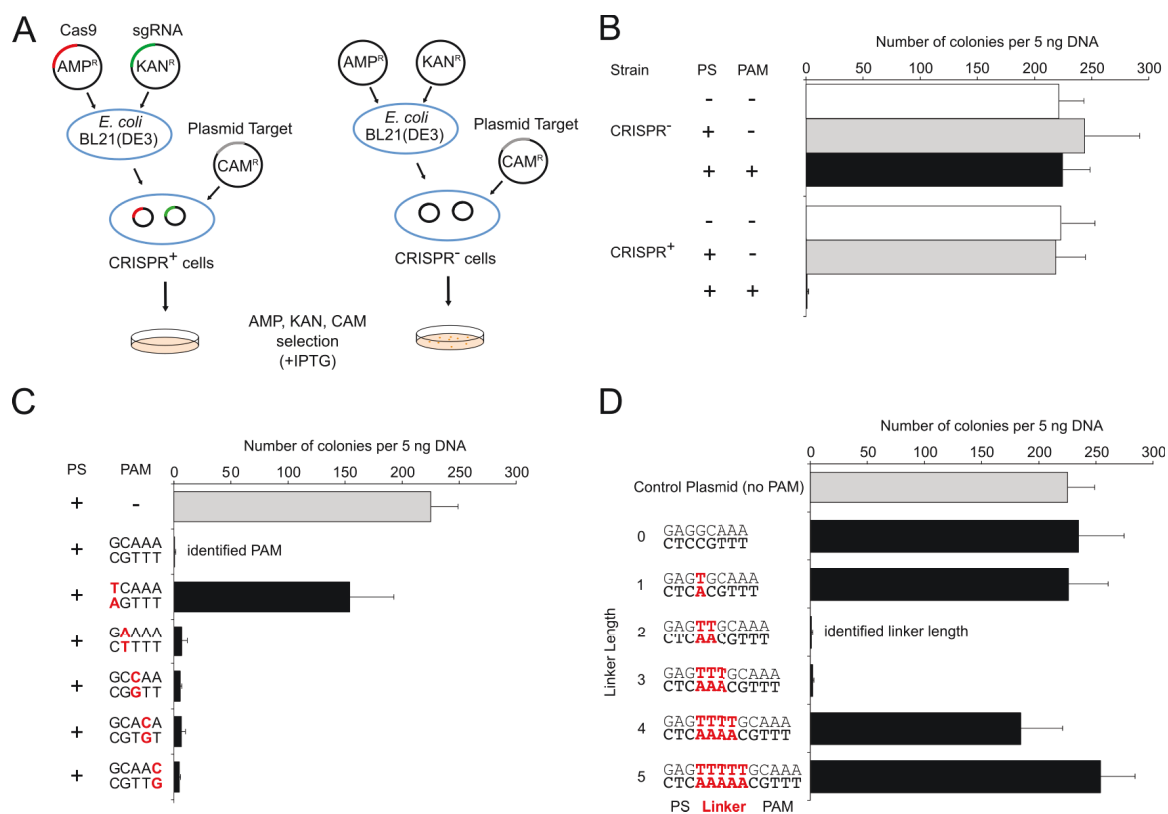 A
Cas9 sgRNA
AMPR KANR
E. coli
BL21(DE3)
Plasmid Target
CAMR
CRISPR+ cells
AMPR KANR
E. coli
BL21(DE3)
Plasmid Target
CAMR
CRISPR- cells
AMP, KAN, CAM
selection
(+IPTG)
B
Number of colonies per 5 ng DNA
Strain PS PAM
0 50 100 150 200 250 300
- -
CRISPR- + -
+ +
- -
CRISPR+ + -
+ +
C
Number of colonies per 5 ng DNA
PS PAM
0 50 100 150 200 250 300
+ -
+ GCAAA
CGTTT
identified PAM
+ TCAAA
AGTTT
+ GAAAA
CTTTT
+ GCCAA
CGGTT
+ GCACA
CGTGT
+ GCAAC
CGTTG
D
Number of colonies per 5 ng DNA
0 50 100 150 200 250 300
Control Plasmid (no PAM)
Linker Length
0 GAGGCAAA
CTCCGTTT
1 GAGTGCAAA
CTCACGTTT
2 GAGTTGCAAA
CTCAACGTTT
identified linker length
3 GAGTTTGCAAA
CTCAAACGTTT
4 GAGTTTTGCAAA
CTCAAAACGTTT
5 GAGTTTTTGCAAA
CTCAAAAACGTTT
PS Linker PAM